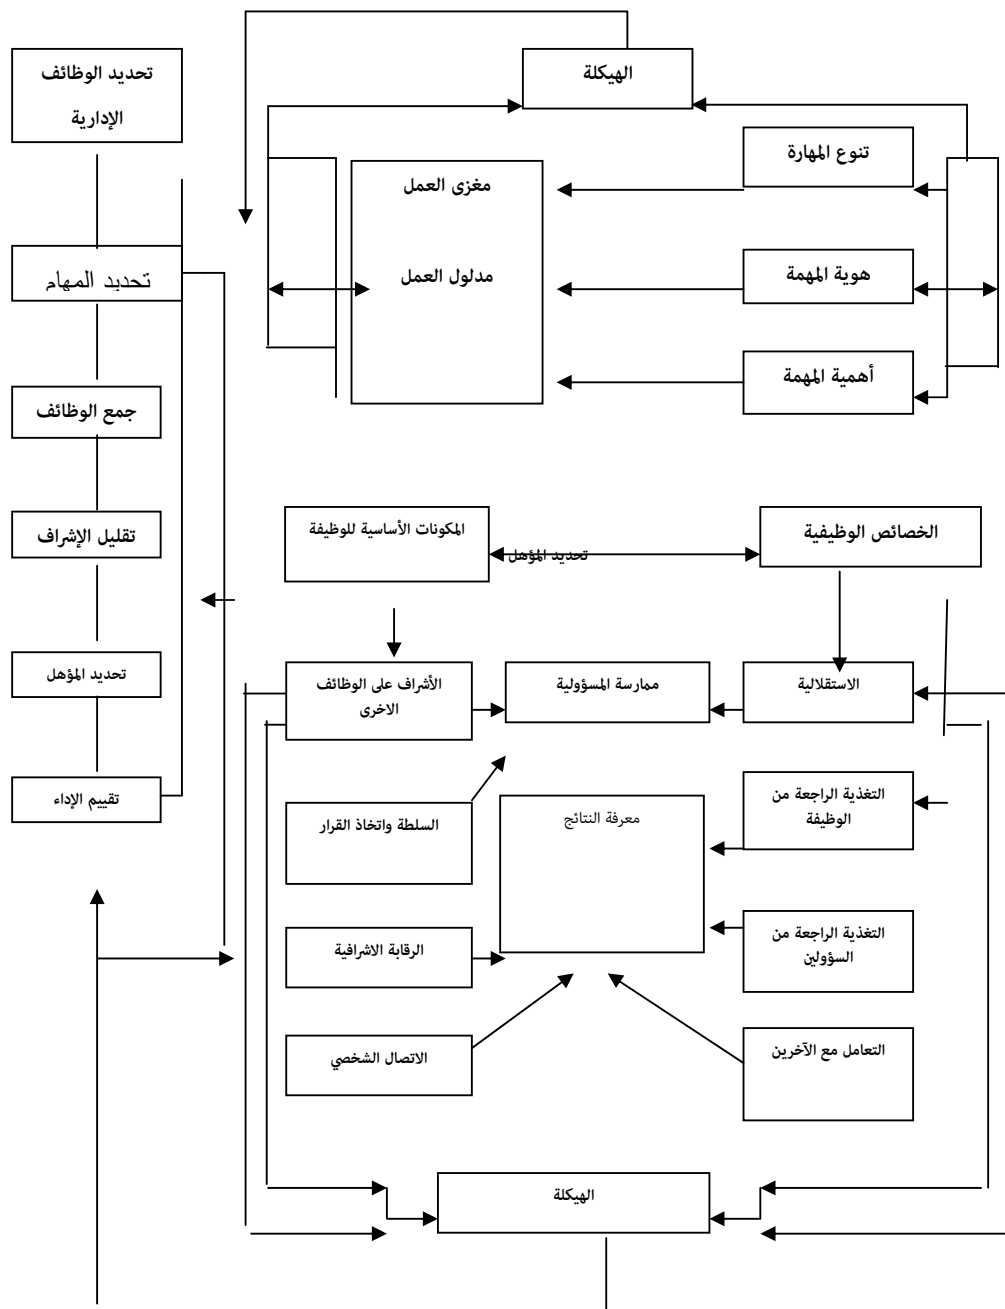 الهيكلة
تحديد الوظائف
الإدارية
تنوع المهارة
مغزى العمل
هوية المهمة
مدلول العمل
تحديد المهام
أهمية المهمة
جمع الوظائف
الخصائص الوظيفية
المكونات الأساسية للوظيفة
تقليل الإشراف
تحديد المؤهل
الاستقلالية
ممارسة المسؤولية
الأشراف على الوظائف
الاخرى
تحديد المؤهل
التغذية الراجعة من
الوظيفة
معرفة النتائج
السلطة واتخاذ القرار
تقييم الإداء
التغذية الراجعة من
السؤولين
الرقابة الاشرافية
التعامل مع الآخرين
الاتصال الشخصي
الهيكلة